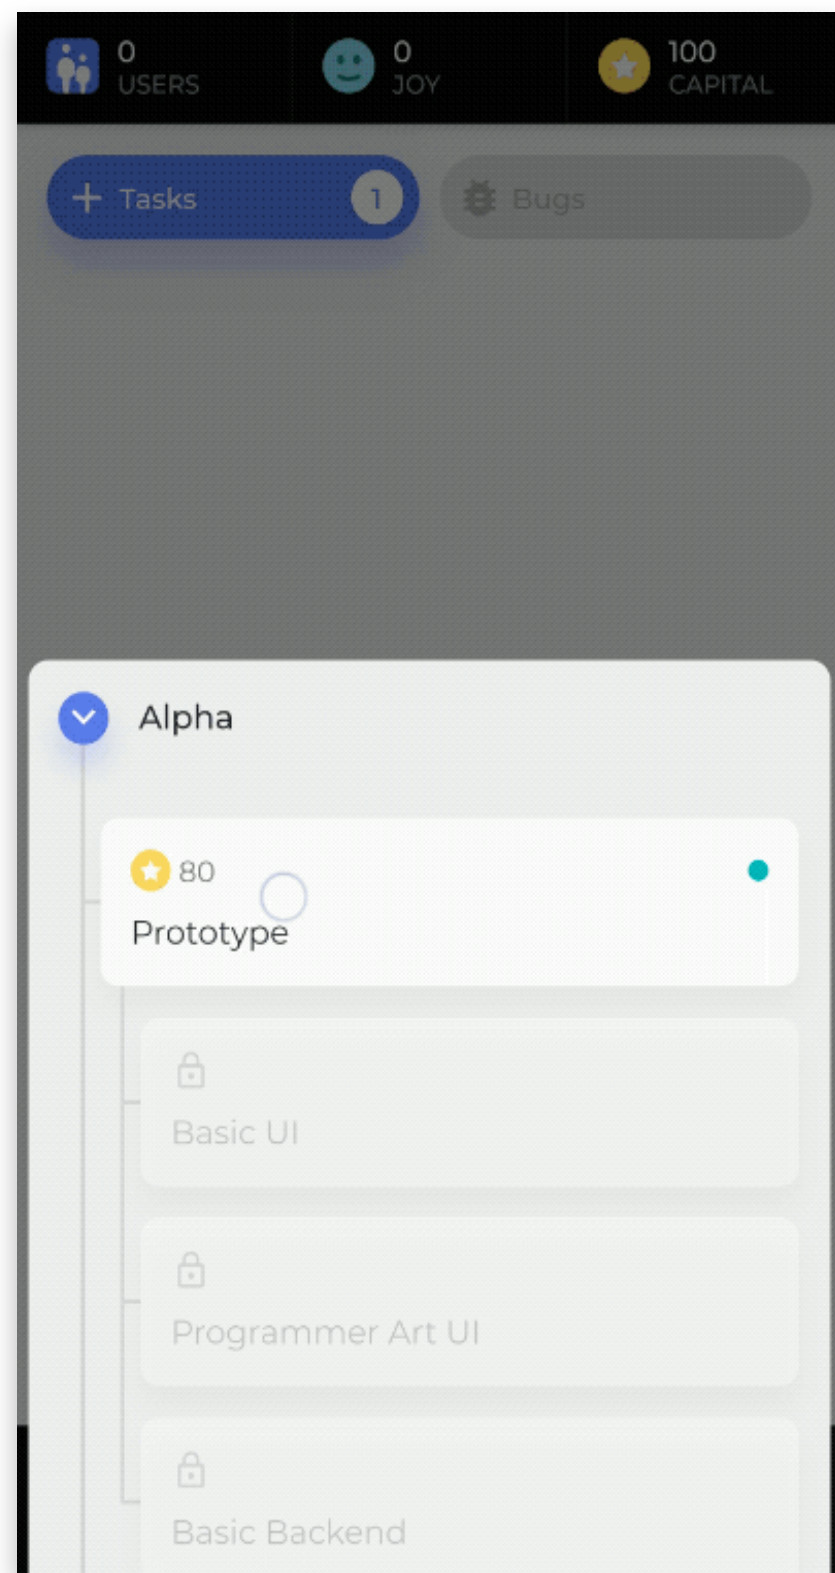 0
USERS
0
JOY
100
CAPITAL
Tasks
1
Bugs
Alpha
80
Prototype
Basic UI
Programmer Art UI
Basic Backend